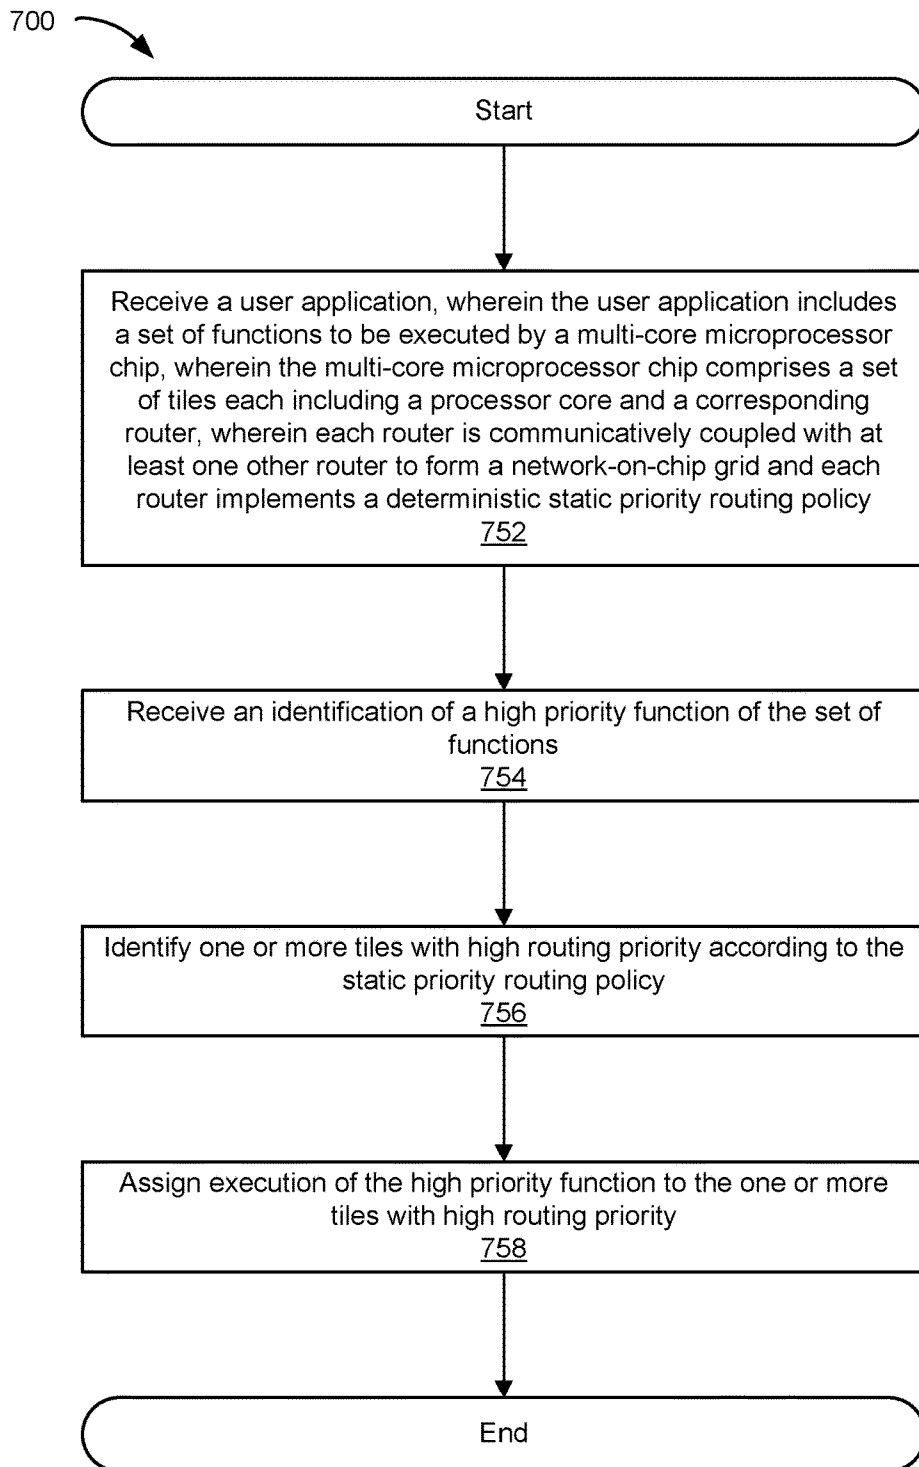 700
Start
Receive a user application, wherein the user application includes
a set of functions to be executed by a multi-core microprocessor
chip, wherein the multi-core microprocessor chip comprises a set
of tiles each including a processor core and a corresponding
router, wherein each router is communicatively coupled with at
least one other router to form a network-on-chip grid and each
router implements a deterministic static priority routing policy
752
Receive an identification of a high priority function of the set of
functions
754
Identify one or more tiles with high routing priority according to the
static priority routing policy
756
Assign execution of the high priority function to the one or more
tiles with high routing priority
758
End